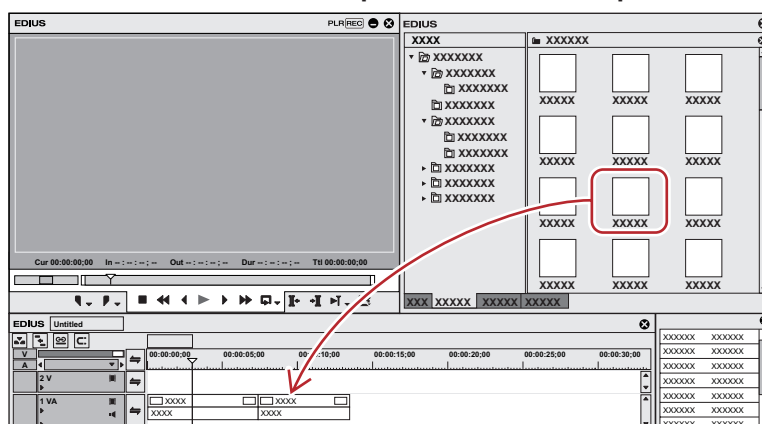 EDIUS
PLR REC
EDIUS
XXXX
XXXXXX
XXXXXXX
XXXXXXX
XXXXXXX
XXXXXXX
XXXXXXX
XXXXXXX
XXXXXXX
XXXXXXX
XXXXXXX
XXXXXXX
XXXXX XXXXX XXXXX
XXXXX XXXXX XXXXX
XXXXX XXXXX XXXXX
XXXXX XXXXX XXXXX
Cur 00:00:00;00 In -- : -- : -- ; -- Out -- : -- : -- ; -- Dur -- : -- : -- ; -- Ttl 00:00:00;00
XXX XXXXX XXXXX XXXXX
EDIUS Untitled
V
A
00:00:00;00 00:00:05;00 00:00:10;00 00:00:15;00 00:00:20;00 00:00:25;00 00:00:30;00
2 V
1 VA
XXXX XXXX
XXXX XXXX
XXXXXX XXXXXX
XXXXXX XXXXXX
XXXXXX XXXXXX
XXXXXX XXXXXX
XXXXXX XXXXXX
XXXXXX XXXXXX
XXXXXX XXXXXX